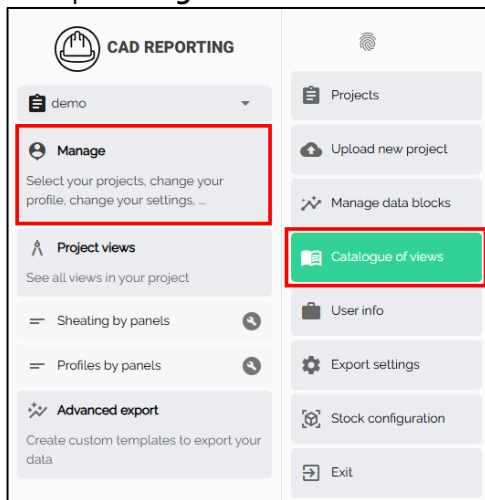 CAD REPORTING
demo
Manage
Select your projects, change your
profile, change your settings, ...
Project views
See all views in your project
Sheating by panels
Profiles by panels
Advanced export
Create custom templates to export your
data
Projects
Upload new project
Manage data blocks
Catalogue of views
User info
Export settings
Stock configuration
Exit